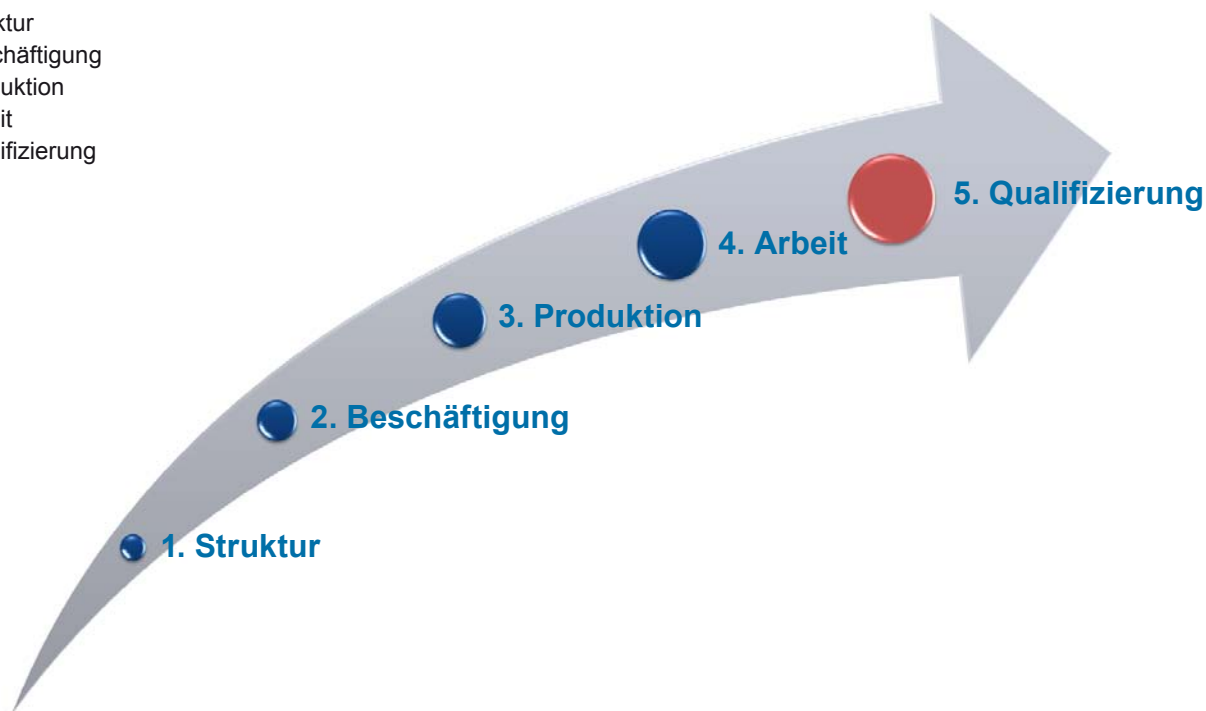 ktur
chäftigung
uktion
it
ifizierung
5. Qualifizierung
4. Arbeit
3. Produktion
2. Beschäftigung
1. Struktur